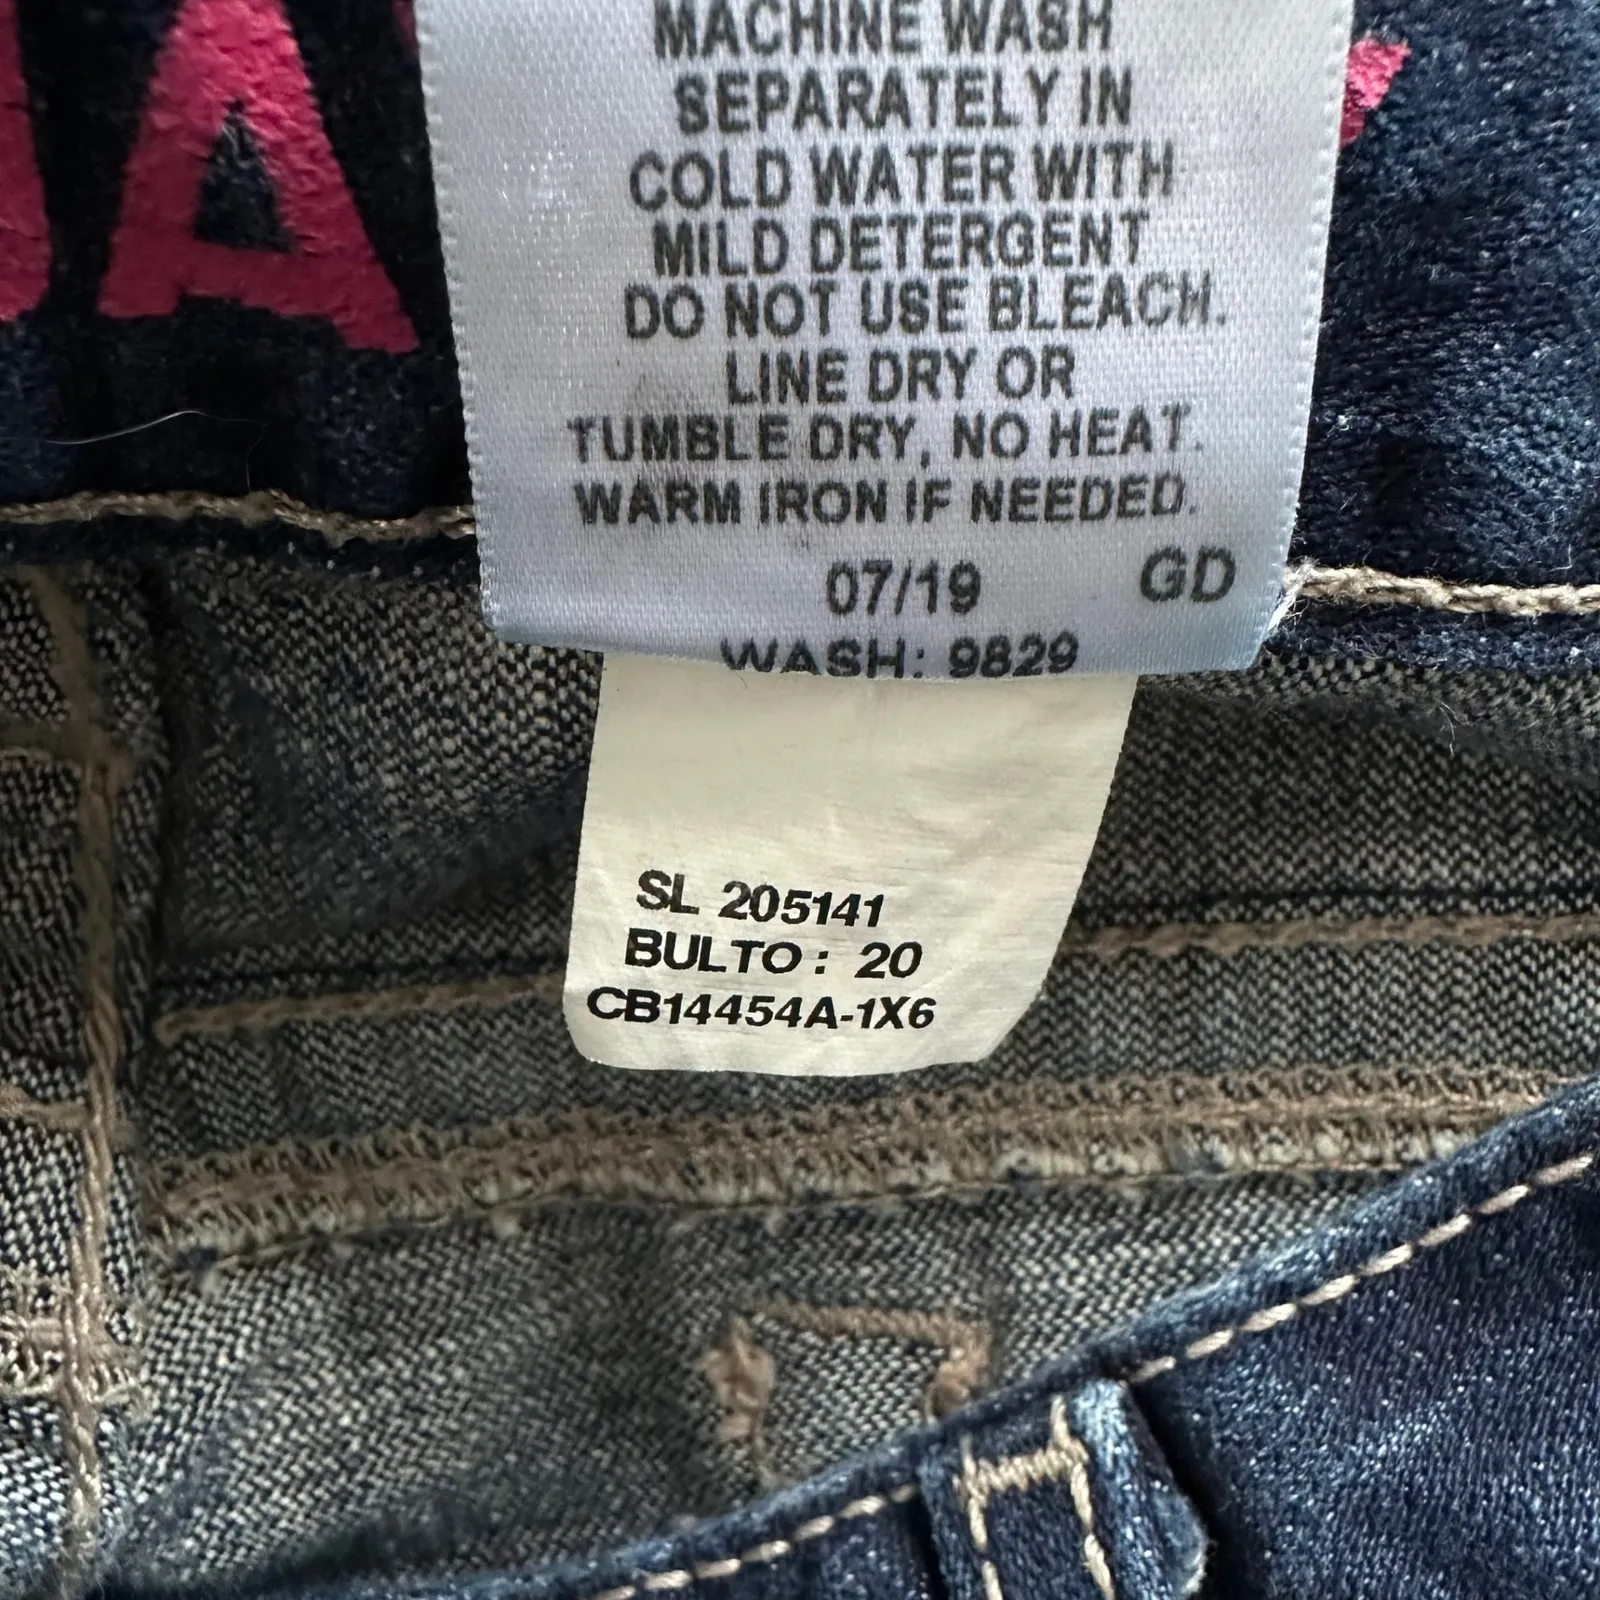 A
MACHINE WASH
SEPARATELY IN
COLD WATER WITH
MILD DETERGENT
DO NOT USE BLEACH.
LINE DRY OR
TUMBLE DRY, NO HEAT.
WARM IRON IF NEEDED.
07/19 GD
WASH: 9829
SL 205141
BULTO: 20
CB14454A-1X6